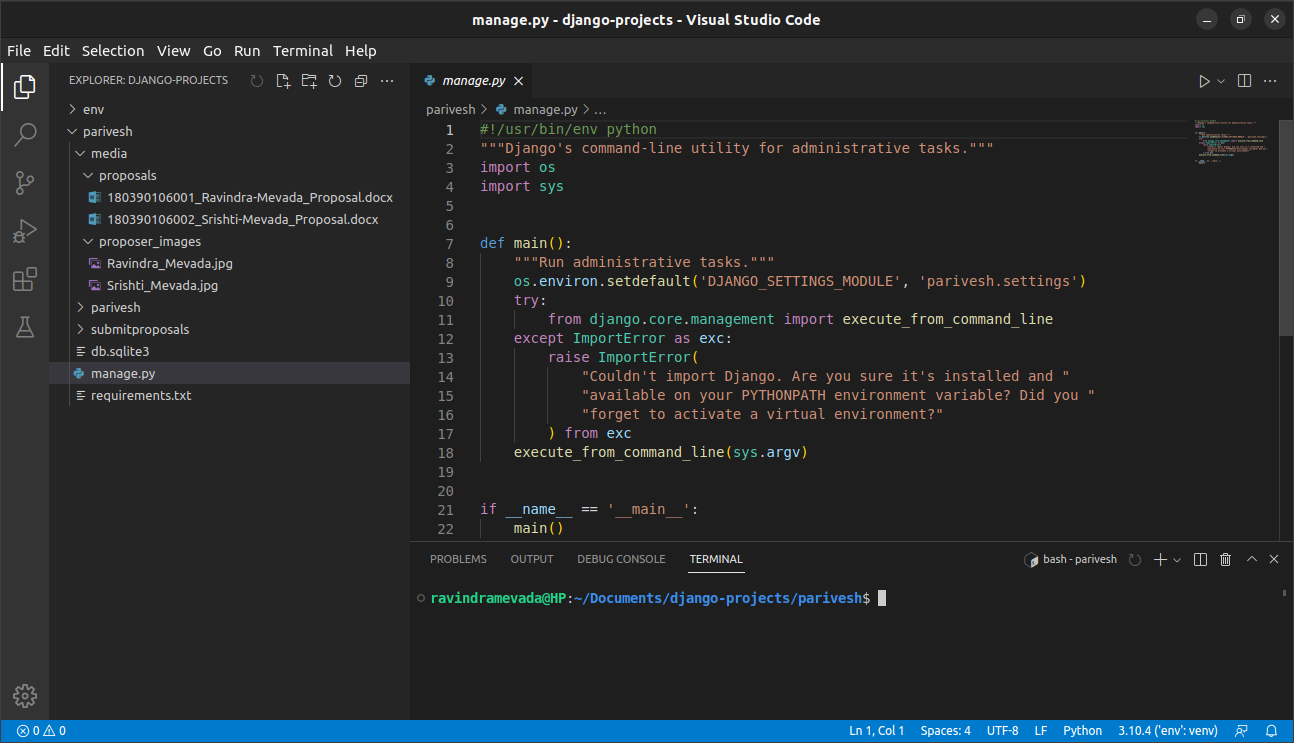 manage.py - django-projects - Visual Studio Code
File Edit Selection View Go Run Terminal Help
EXPLORER: DJANGO-PROJECTS
env
parivesh
media
proposals
180390106001_Ravindra-Mevada_Proposal.docx
180390106002_Srishti-Mevada_Proposal.docx
proposer_images
Ravindra_Mevada.jpg
Srishti_Mevada.jpg
parivesh
submitproposals
db.sqlite3
manage.py
requirements.txt
manage.py
parivesh > manage.py > ...
1 #!/usr/bin/env python
2 """Django's command-line utility for administrative tasks."""
3 import os
4 import sys
5
6
7 def main():
8     """Run administrative tasks."""
9     os.environ.setdefault('DJANGO_SETTINGS_MODULE', 'parivesh.settings')
10     try:
11         from django.core.management import execute_from_command_line
12     except ImportError as exc:
13         raise ImportError(
14             "Couldn't import Django. Are you sure it's installed and "
15             "available on your PYTHONPATH environment variable? Did you "
16             "forget to activate a virtual environment?"
17         ) from exc
18     execute_from_command_line(sys.argv)
19
20
21 if __name__ == '__main__':
22     main()
PROBLEMS OUTPUT DEBUG CONSOLE TERMINAL bash - parivesh
ravindramevada@HP:~/Documents/django-projects/parivesh$
0 0 Ln 1, Col 1 Spaces: 4 UTF-8 LF Python 3.10.4 ('env': venv)